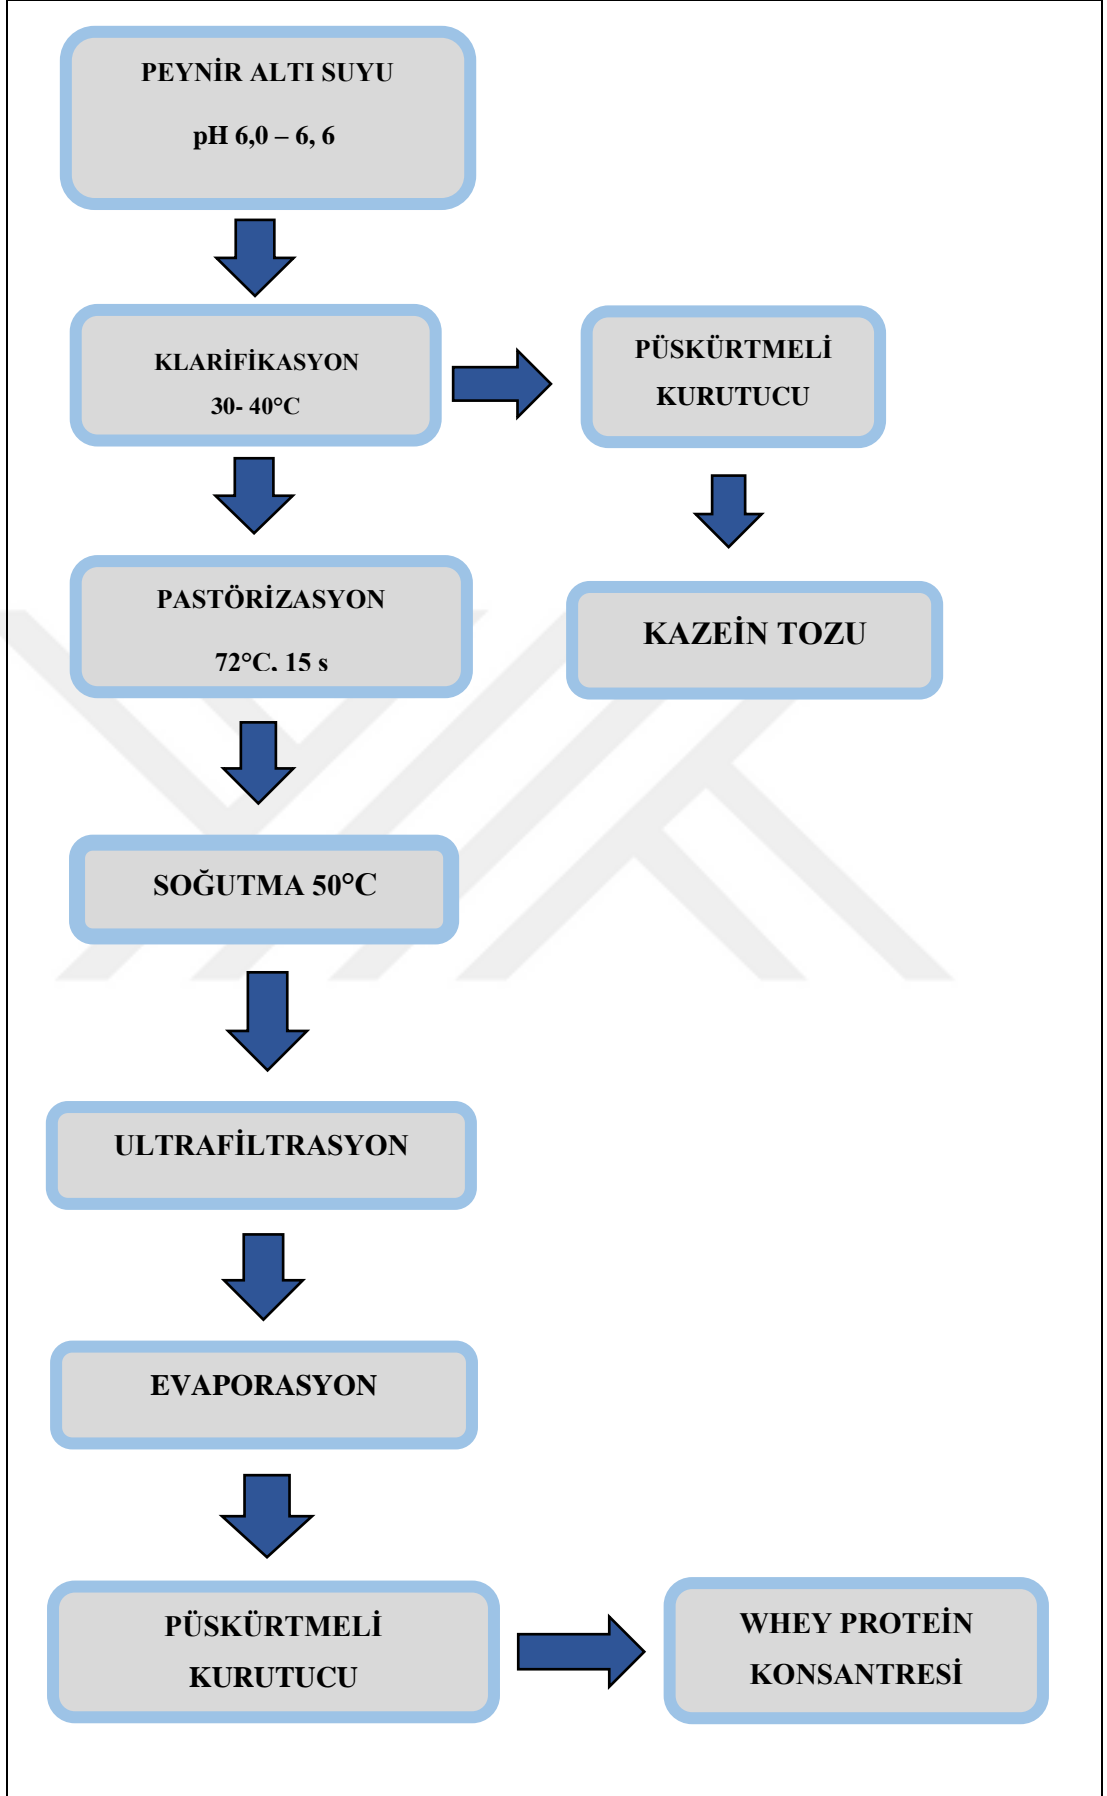 PEYNİR ALTI SUYU
pH 6,0 – 6, 6
KLARİFİKASYON
30- 40°C
PÜSKÜRTMELİ
KURUTUCU
PASTÖRİZASYON
72°C, 15 s
KAZEİN TOZU
SOĞUTMA 50°C
ULTRAFİLTRASYON
EVAPORASYON
PÜSKÜRTMELİ
KURUTUCU
WHEY PROTEİN
KONSANTRESİ